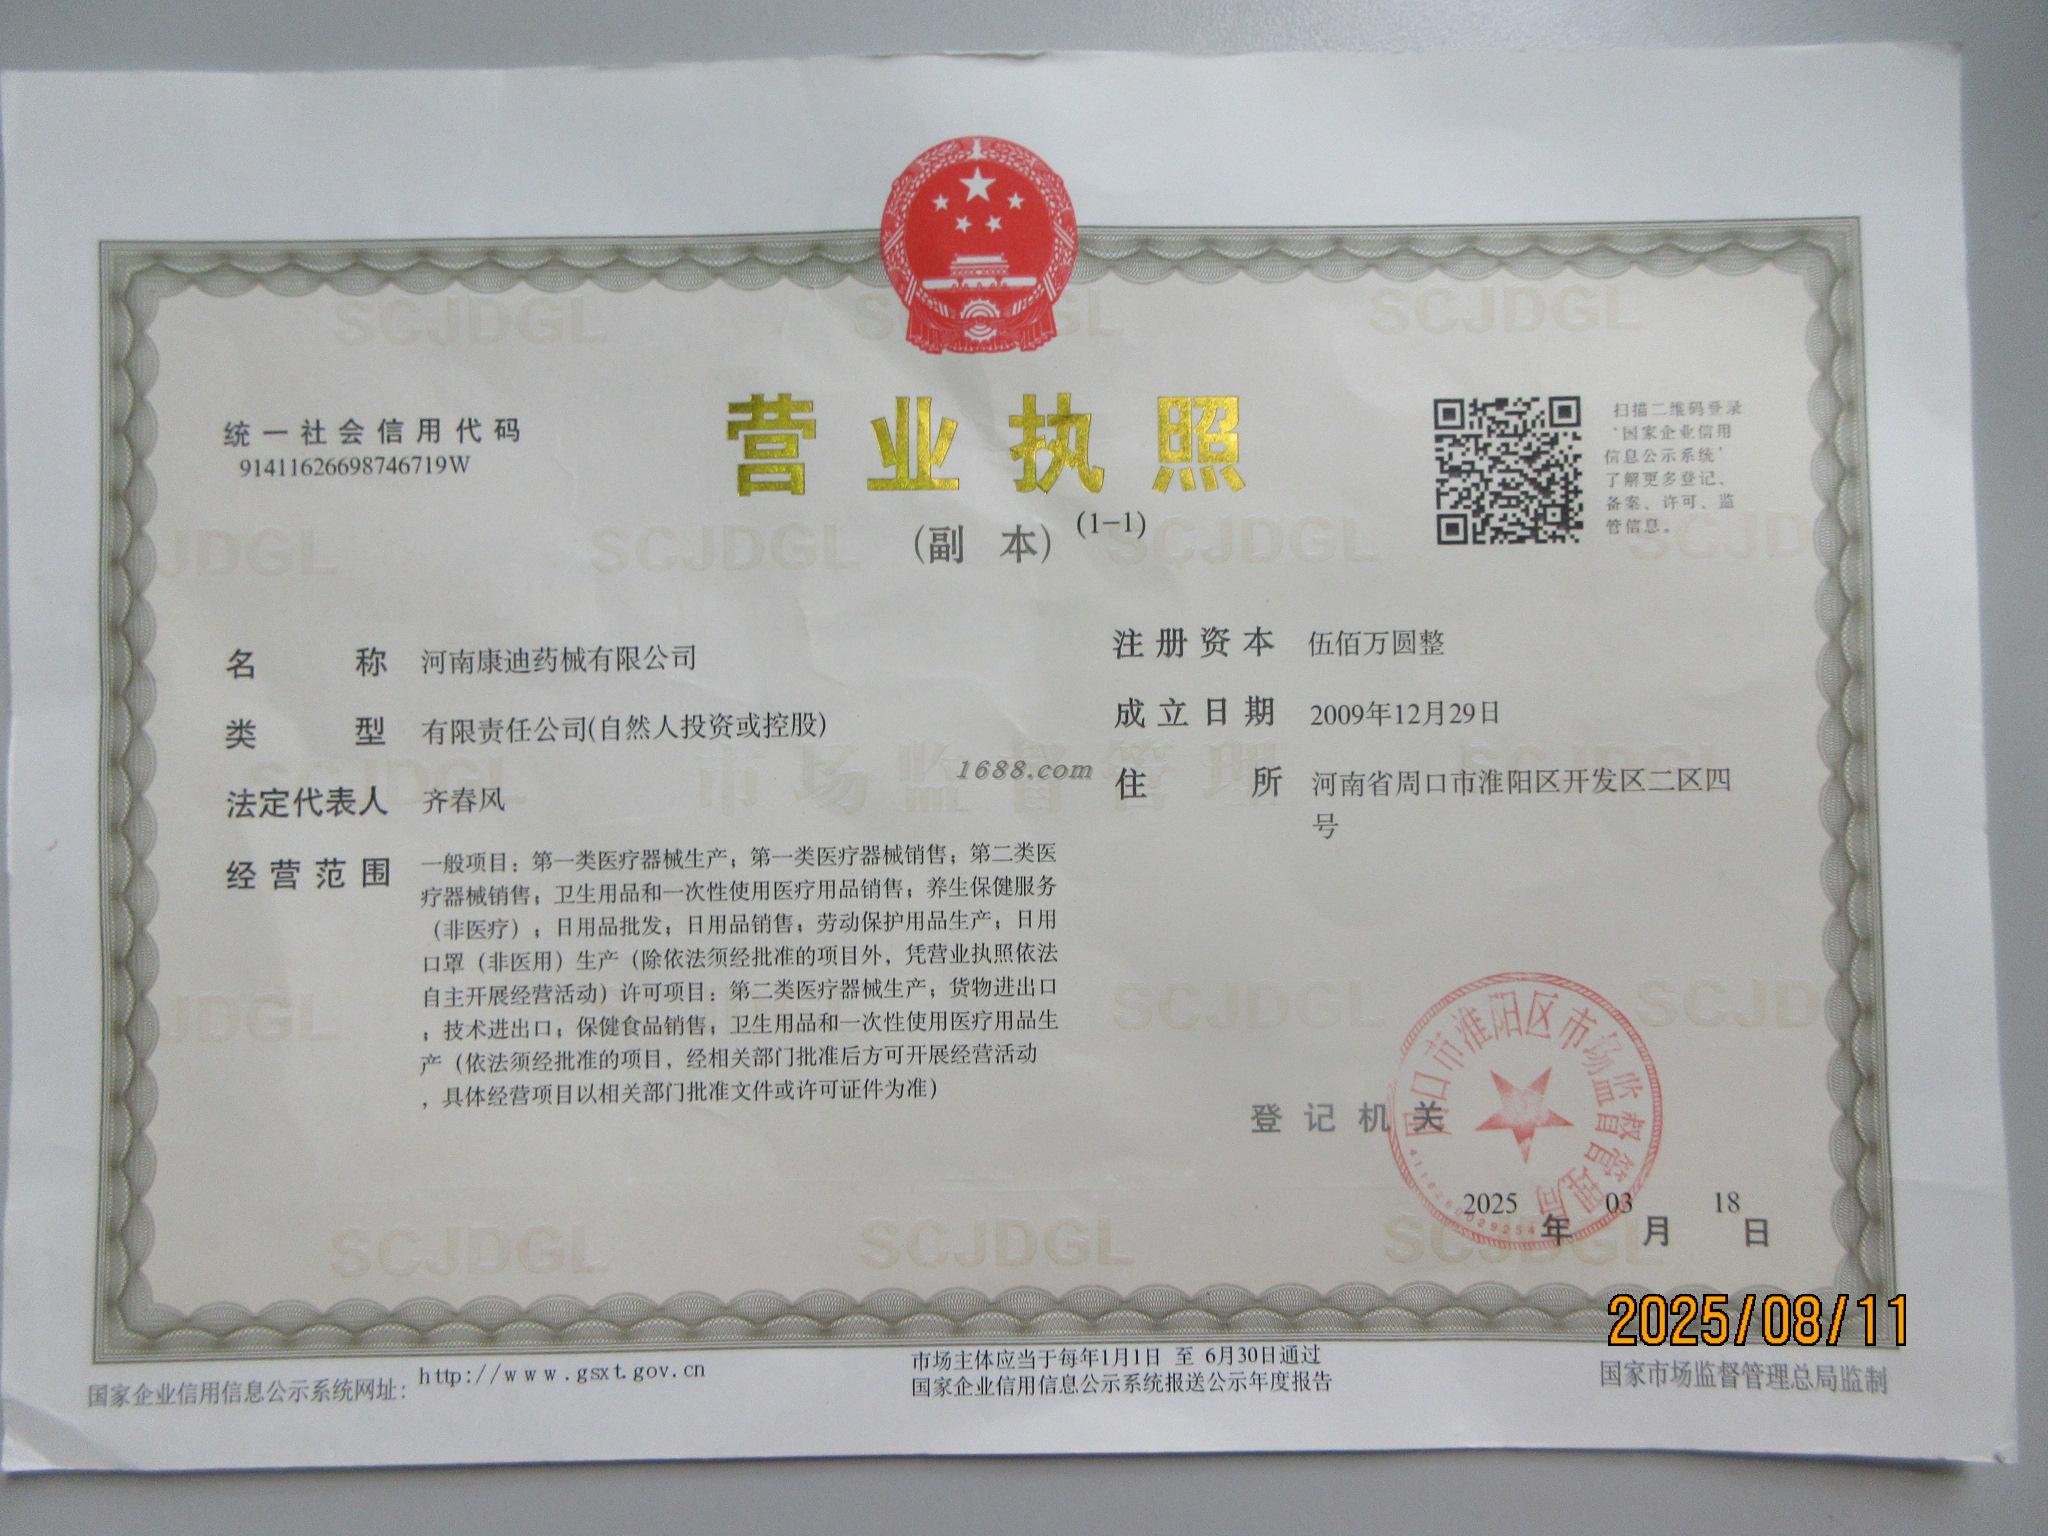 统一社会信用代码
91411626698746719W
营业执照
(副 本) (1-1)
扫描二维码登录
‘国家企业信用
信息公示系统’
了解更多登记、
备案、许可、监
管信息。
名 称 河南康迪药械有限公司
类 型 有限责任公司(自然人投资或控股)
法定代表人 齐春风
经营范围 一般项目：第一类医疗器械生产；第一类医疗器械销售；第二类医
疗器械销售；卫生用品和一次性使用医疗用品销售；养生保健服务
（非医疗）；日用品批发；日用品销售；劳动保护用品生产；日用
口罩（非医用）生产（除依法须经批准的项目外，凭营业执照依法
自主开展经营活动）许可项目：第二类医疗器械生产；货物进出口
；技术进出口；保健食品销售；卫生用品和一次性使用医疗用品生
产（依法须经批准的项目，经相关部门批准后方可开展经营活动
，具体经营项目以相关部门批准文件或许可证件为准）
注册资本 伍佰万圆整
成立日期 2009年12月29日
住 所 河南省周口市淮阳区开发区二区四
号
1688.com
市场监督管理
SCJDGL
登记机关
周口市淮阳区市场监督管理局
2025年03月18日
2025/08/11
国家企业信用信息公示系统网址： http://www.gsxt.gov.cn
市场主体应当于每年1月1日 至 6月30日通过
国家企业信用信息公示系统报送公示年度报告
国家市场监督管理总局监制